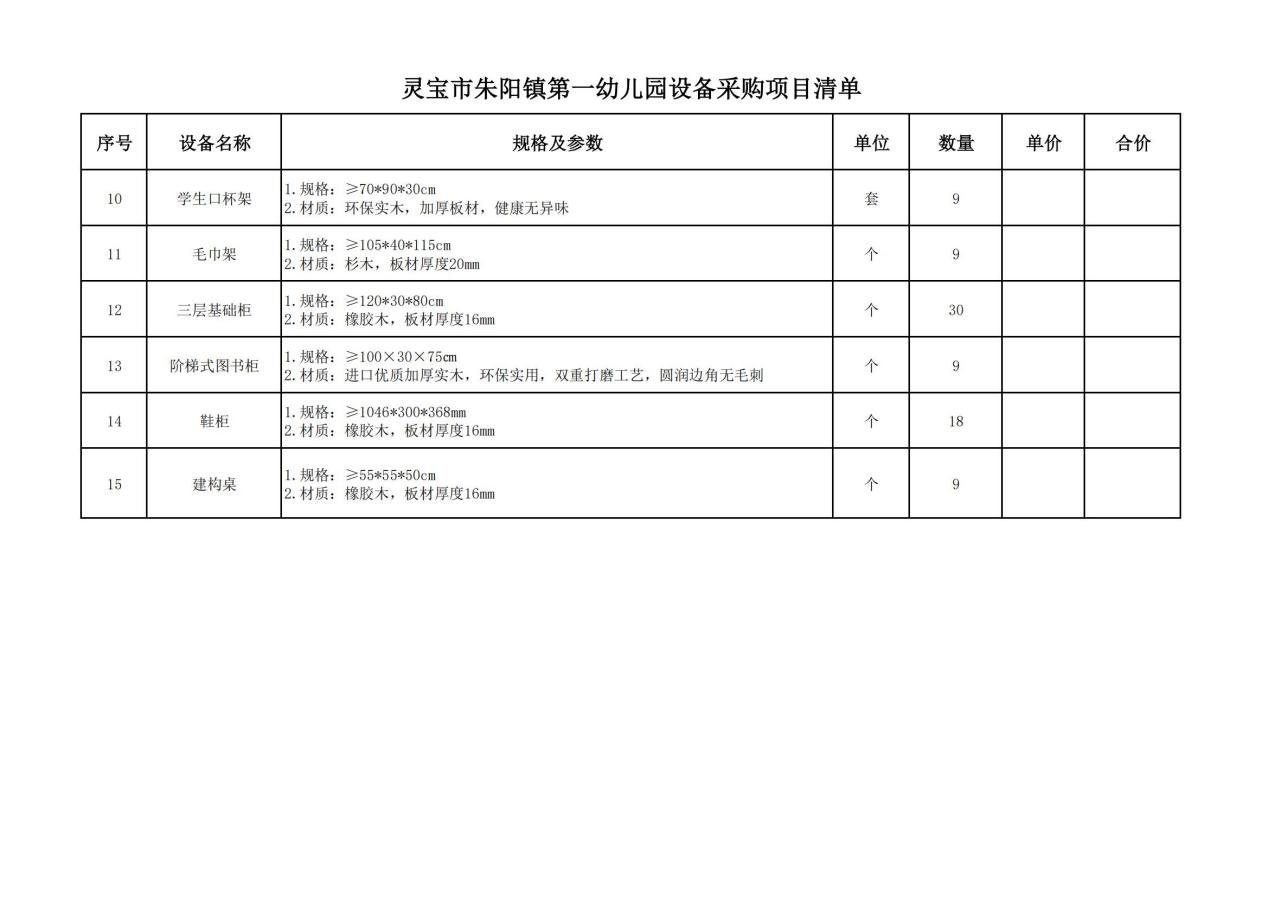 灵宝市朱阳镇第一幼儿园设备采购项目清单
序号 设备名称 规格及参数 单位 数量 单价 合价
10 学生口杯架 1.规格：≥70*90*30cm 套 9
2.材质：环保实木，加厚板材，健康无异味
11 毛巾架 1.规格：≥105*40*115cm 个 9
2.材质：杉木，板材厚度20mm
12 三层基础柜 1.规格：≥120*30*80cm 个 30
2.材质：橡胶木，板材厚度16mm
13 阶梯式图书柜 1.规格：≥100×30×75cm 个 9
2.材质：进口优质加厚实木，环保实用，双重打磨工艺，圆润边角无毛刺
14 鞋柜 1.规格：≥1046*300*368mm 个 18
2.材质：橡胶木，板材厚度16mm
15 建构桌 1.规格：≥55*55*50cm 个 9
2.材质：橡胶木，板材厚度16mm